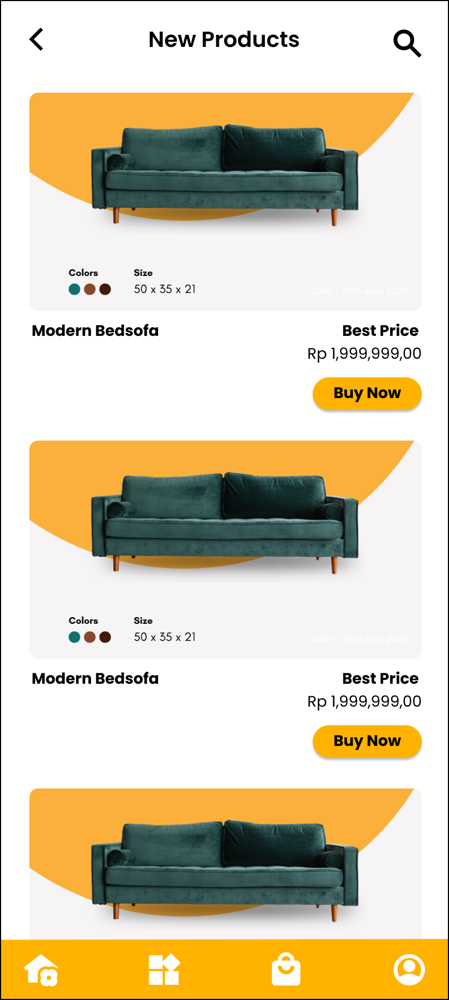 New Products
Colors
Size
50 x 35 x 21
24th - 30th April 2025
Modern Bedsofa
Best Price
Rp 1,999,999,00
Buy Now
Colors
Size
50 x 35 x 21
24th - 30th April 2025
Modern Bedsofa
Best Price
Rp 1,999,999,00
Buy Now